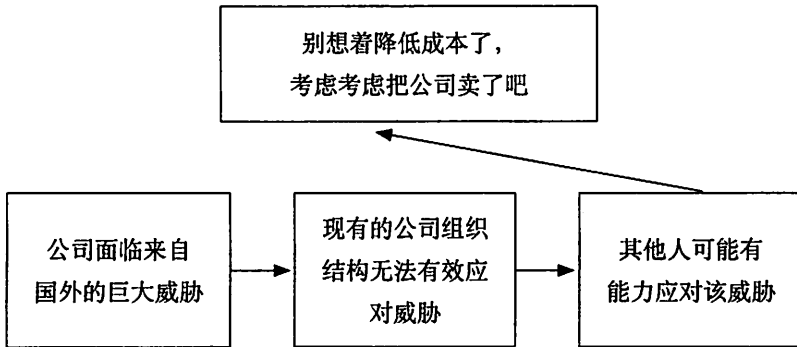 别想着降低成本了，
考虑考虑把公司卖了吧
公司面临来自
国外的巨大威胁
现有的公司组织
结构无法有效应
对威胁
其他人可能有
能力应对该威胁